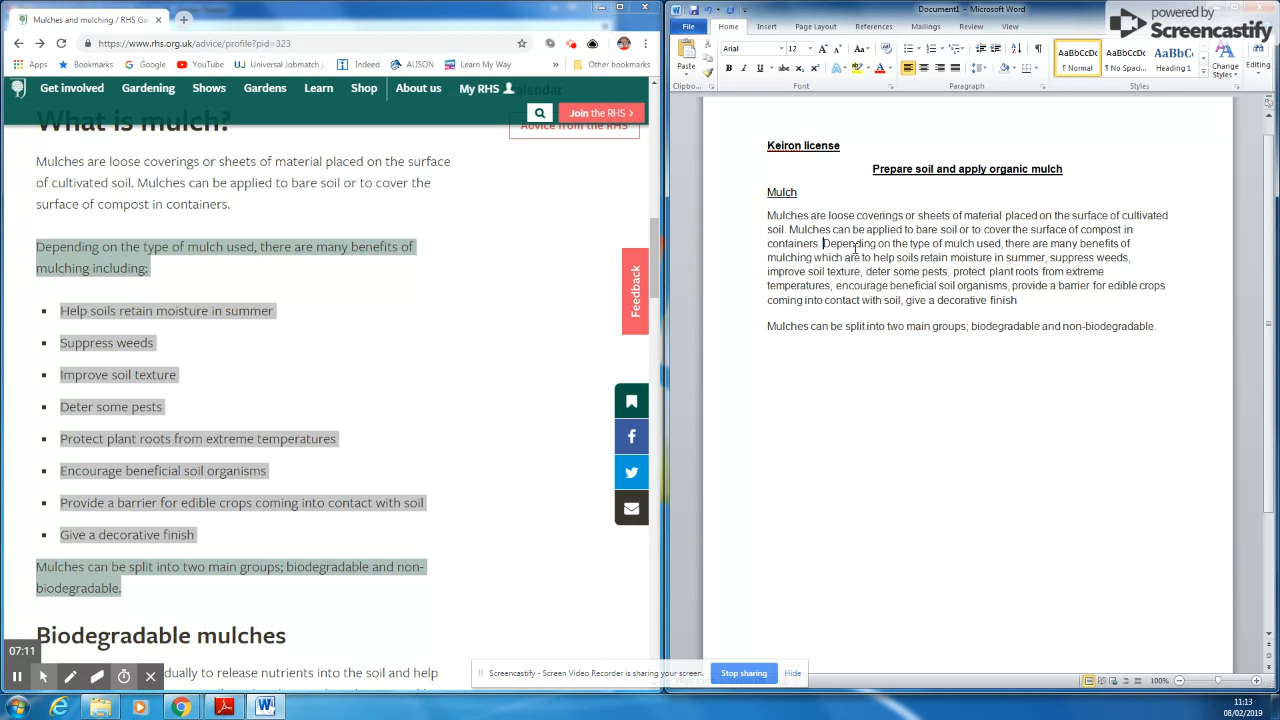 Mulches and mulching / RHS Ga
https://www.rhs.org.uk/advice/profile?pid=323
Apps
Bookmarks
Google
YouTube
Universal Jobmatch
Indeed
ALISON
Learn My Way
Other bookmarks
Get involved
Gardening
Shows
Gardens
Learn
Shop
About us
My RHS
Join the RHS >
Calendar
Advice from the RHS
What is mulch?
Mulches are loose coverings or sheets of material placed on the surface
of cultivated soil. Mulches can be applied to bare soil or to cover the
surface of compost in containers.
Depending on the type of mulch used, there are many benefits of
mulching including:
Help soils retain moisture in summer
Suppress weeds
Improve soil texture
Deter some pests
Protect plant roots from extreme temperatures
Encourage beneficial soil organisms
Provide a barrier for edible crops coming into contact with soil
Give a decorative finish
Mulches can be split into two main groups; biodegradable and non-
biodegradable.
Biodegradable mulches
dually to release nutrients into the soil and help
Feedback
07:11
Document1 - Microsoft Word
File
Home
Insert
Page Layout
References
Mailings
Review
View
Paste
Arial
12
AaBbCcDc
¶ Normal
AaBbCcDc
¶ No Spaci...
AaBbC
Heading 1
Change
Styles
Editing
Clipbo...
Font
Paragraph
Styles
powered by
Screencastify
Keiron license
Prepare soil and apply organic mulch
Mulch
Mulches are loose coverings or sheets of material placed on the surface of cultivated
soil. Mulches can be applied to bare soil or to cover the surface of compost in
containers. Depending on the type of mulch used, there are many benefits of
mulching which are to help soils retain moisture in summer, suppress weeds,
improve soil texture, deter some pests, protect plant roots from extreme
temperatures, encourage beneficial soil organisms, provide a barrier for edible crops
coming into contact with soil, give a decorative finish
Mulches can be split into two main groups; biodegradable and non-biodegradable.
Screencastify - Screen Video Recorder is sharing your screen.
Stop sharing
Hide
100%
11:13
08/02/2019